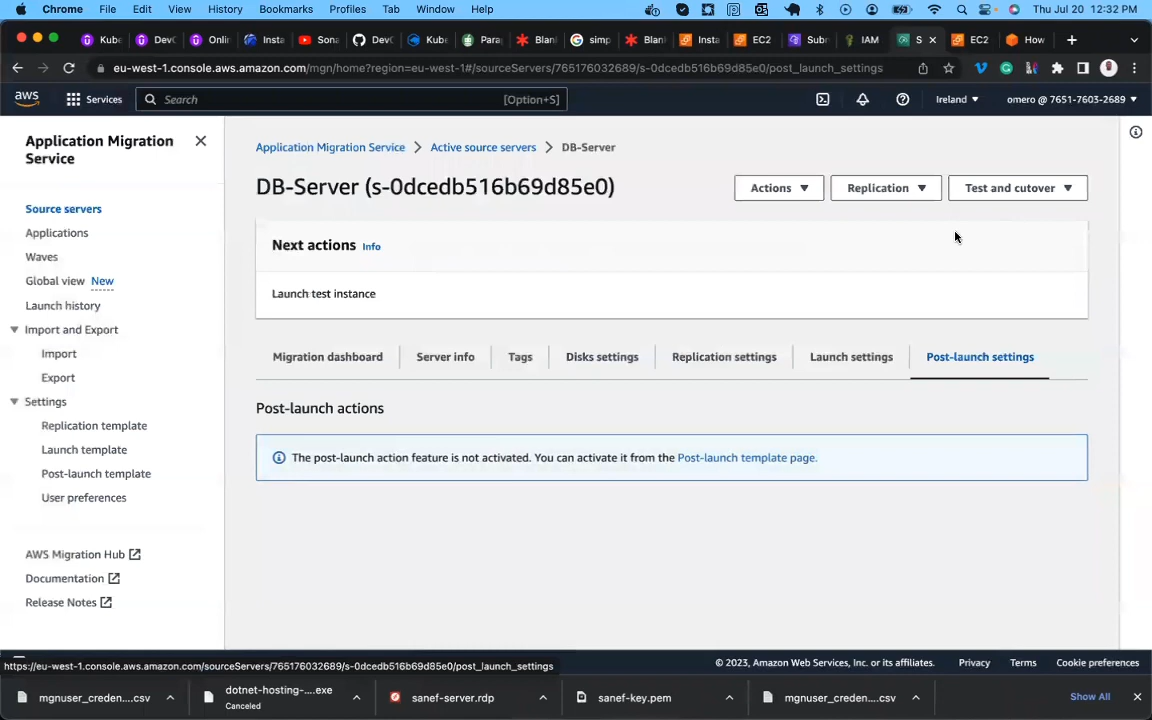 Chrome File Edit View History Bookmarks Profiles Tab Window Help Thu Jul 20 12:32 PM
Kube Dev Onlin Insta Sona Dev Kube Para Blan simp Blan Insta EC2 Subr IAM S EC2 How
eu-west-1.console.aws.amazon.com/mgn/home?region=eu-west-1#/sourceServers/765176032689/s-0dcedb516b69d85e0/post_launch_settings
aws Services Search [Option+S] Ireland omero @ 7651-7603-2689
Application Migration
Service
Source servers
Applications
Waves
Global view New
Launch history
Import and Export
Import
Export
Settings
Replication template
Launch template
Post-launch template
User preferences
AWS Migration Hub
Documentation
Release Notes
Application Migration Service Active source servers DB-Server
DB-Server (s-0dcedb516b69d85e0)
Actions Replication Test and cutover
Next actions Info
Launch test instance
Migration dashboard Server info Tags Disks settings Replication settings Launch settings Post-launch settings
Post-launch actions
The post-launch action feature is not activated. You can activate it from the Post-launch template page.
https://eu-west-1.console.aws.amazon.com/sourceServers/765176032689/s-0dcedb516b69d85e0/post_launch_settings
© 2023, Amazon Web Services, Inc. or its affiliates. Privacy Terms Cookie preferences
mgnuser_creden....csv
dotnet-hosting-....exe
Canceled
sanef-server.rdp
sanef-key.pem
mgnuser_creden....csv
Show All